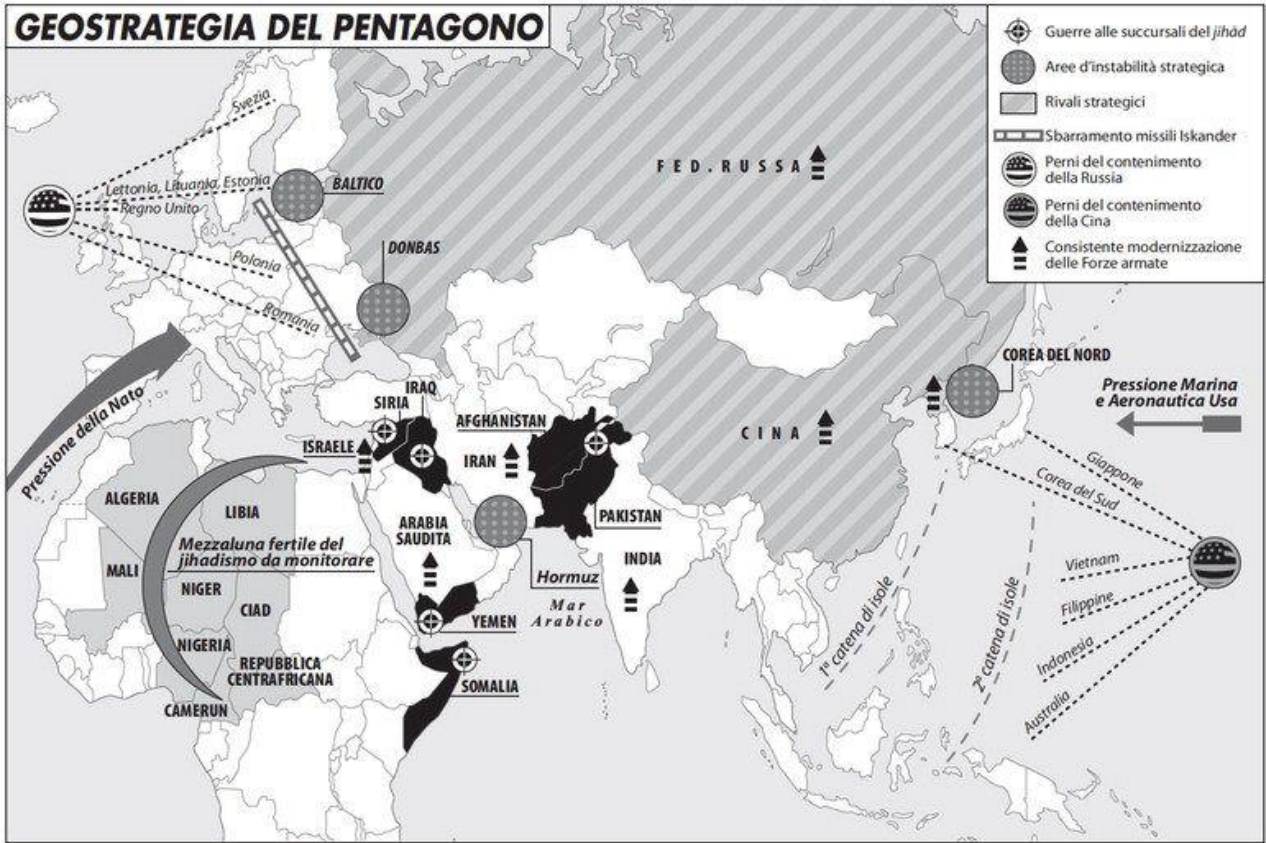 GEOSTRATEGIA DEL PENTAGONO
Guerre alle succursali del jihād
Aree d'instabilità strategica
Rivali strategici
Sbarramento missili Iskander
Perni del contenimento
della Russia
Perni del contenimento
della Cina
Consistente modernizzazione
delle Forze armate
Svezia
Lettonia, Lituania, Estonia
Regno Unito
Polonia
Romania
BALTICO
DONBAS
FED. RUSSA
CINA
COREA DEL NORD
Pressione Marina
e Aeronautica Usa
Pressione della Nato
SIRIA
IRAQ
ISRAELE
AFGHANISTAN
IRAN
PAKISTAN
INDIA
ARABIA
SAUDITA
Hormuz
Mar
Arabico
YEMEN
SOMALIA
ALGERIA
LIBIA
Mezzaluna fertile del
jihadismo da monitorare
MALI
NIGER
CIAD
NIGERIA
REPUBBLICA
CENTRAFRICANA
CAMERUN
1ª catena di isole
2ª catena di isole
Giappone
Corea del Sud
Vietnam
Filippine
Indonesia
Australia